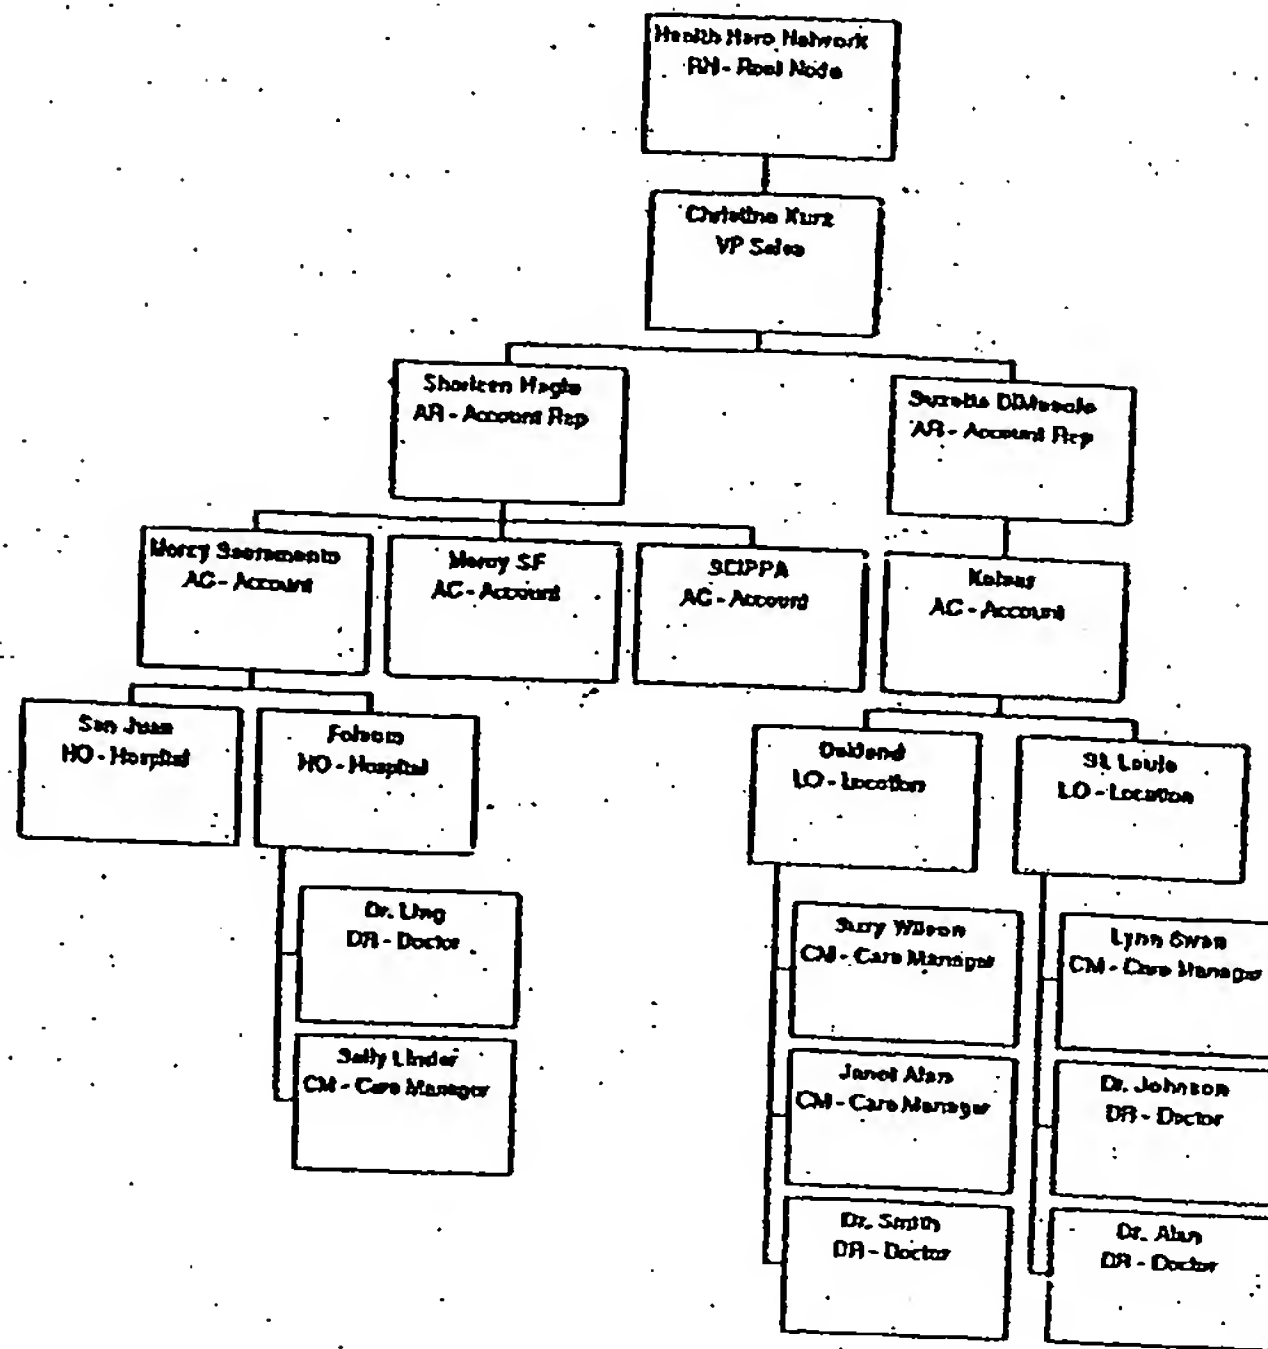 Health Hero Network
RN - Root Node
Christine Kurz
VP Sales
AR - Account Rep
AR - Account Rep
Mercy Sacramento
AC - Account
Mercy SF
AC - Account
SCIPPA
AC - Account
AC - Account
San Juan
HO - Hospital
Folsom
HO - Hospital
Oakland
LO - Location
St. Louis
LO - Location
Dr. Ling
DR - Doctor
Sally Linder
CM - Care Manager
Suzy Wilson
CM - Care Manager
Lynn Swan
CM - Care Manager
Janet Alan
CM - Care Manager
Dr. Johnson
DR - Doctor
Dr. Smith
DR - Doctor
Dr. Alan
DR - Doctor